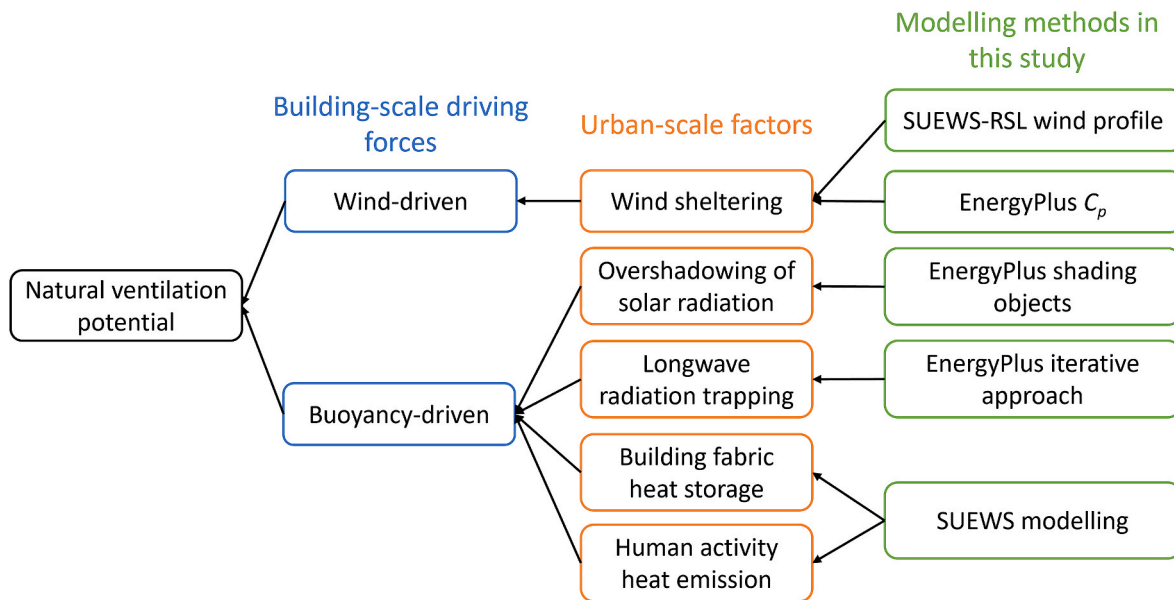 Modelling methods in
this study
Building-scale driving
forces
Urban-scale factors
SUEWS-RSL wind profile
Wind-driven
Wind sheltering
EnergyPlus Cp
Natural ventilation
potential
Overshadowing of
solar radiation
EnergyPlus shading
objects
Longwave
radiation trapping
EnergyPlus iterative
approach
Buoyancy-driven
Building fabric
heat storage
SUEWS modelling
Human activity
heat emission